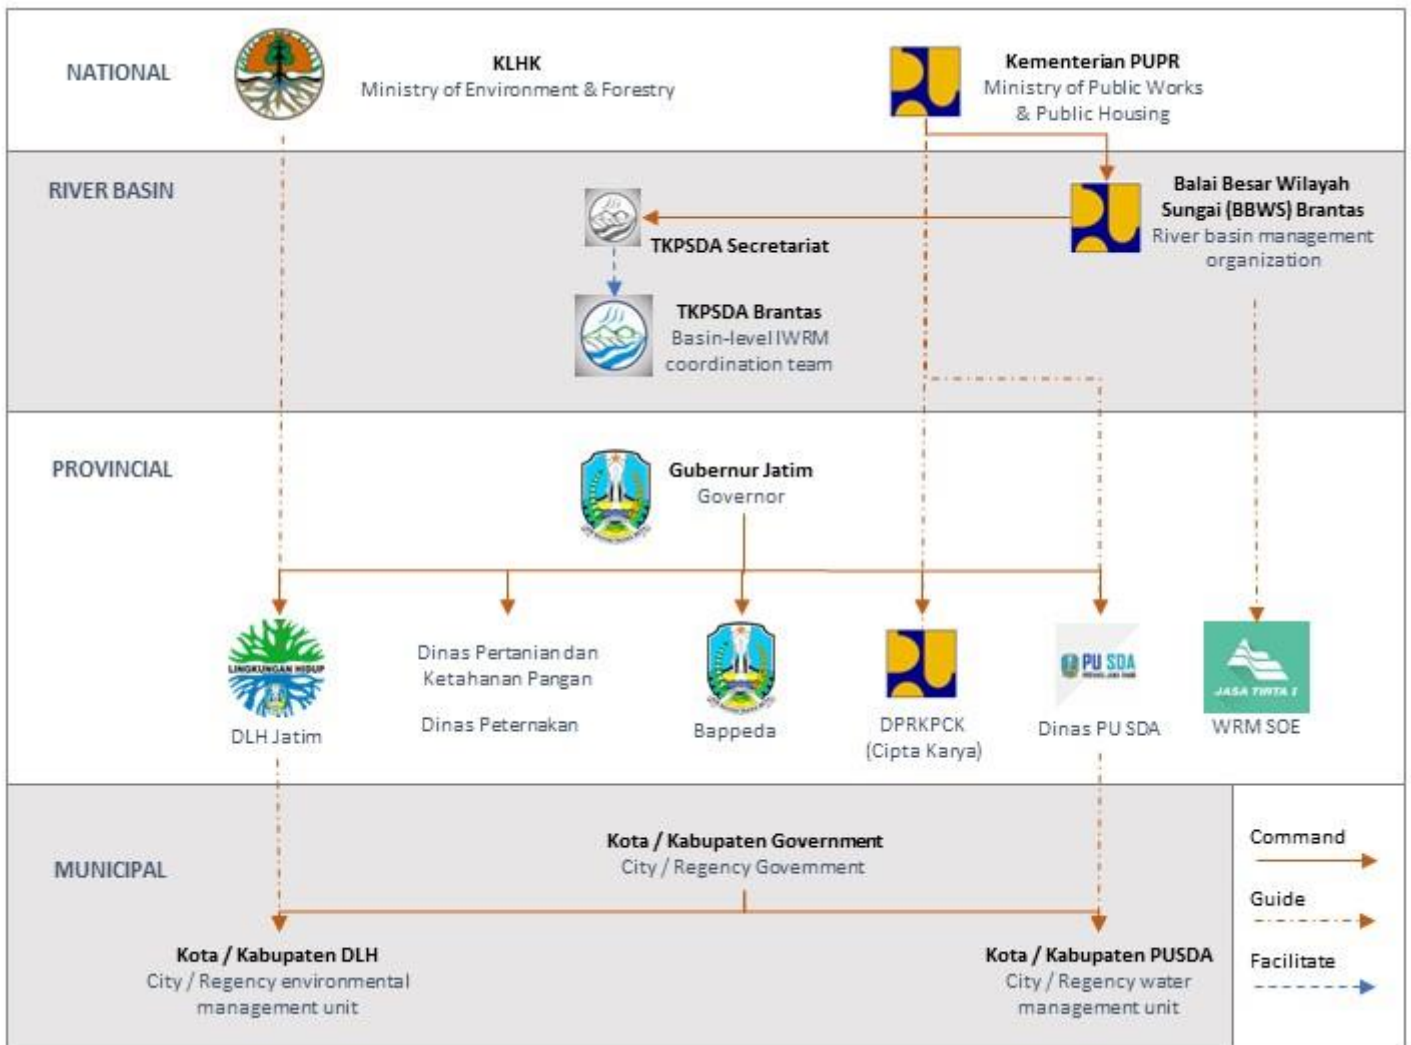 NATIONAL
KLHK
Ministry of Environment & Forestry
Kementerian PUPR
Ministry of Public Works
& Public Housing
RIVER BASIN
Balai Besar Wilayah
Sungai (BBWS) Brantas
River basin management
organization
TKPSDA Secretariat
TKPSDA Brantas
Basin-level IWRM
coordination team
PROVINCIAL
Gubernur Jatim
Governor
LINGKUNGAN HIDUP
DLH Jatim
Dinas Pertanian dan
Ketahanan Pangan
Dinas Peternakan
Bappeda
DPRKPCK
(Cipta Karya)
PU SDA
Dinas PU SDA
JASA TIRTA I
WRM SOE
MUNICIPAL
Kota / Kabupaten Government
City / Regency Government
Kota / Kabupaten DLH
City / Regency environmental
management unit
Kota / Kabupaten PUSDA
City / Regency water
management unit
Command
Guide
Facilitate